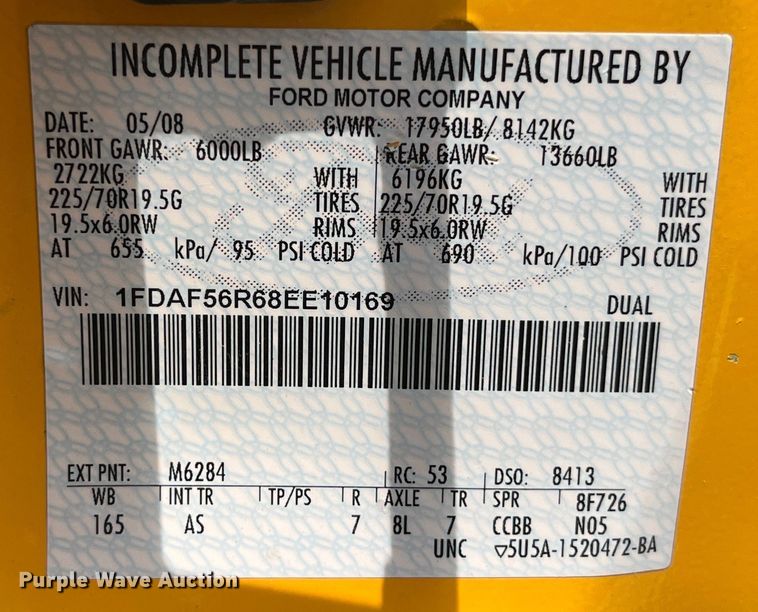 INCOMPLETE VEHICLE MANUFACTURED BY
FORD MOTOR COMPANY
DATE: 05/08 GVWR: 17950LB/ 8142KG
FRONT GAWR: 6000LB REAR GAWR: 13660LB
2722KG WITH 6196KG WITH
225/70R19.5G TIRES 225/70R19.5G TIRES
19.5x6.0RW RIMS 19.5x6.0RW RIMS
AT 655 kPa/ 95 PSI COLD AT 690 kPa/100 PSI COLD
VIN: 1FDAF56R68EE10169 DUAL
EXT PNT: M6284 RC: 53 DSO: 8413
WB INT TR TP/PS R AXLE TR SPR 8F726
165 AS 7 8L 7 CCBB N05
UNC ▽5U5A-1520472-BA
Purple Wave Auction